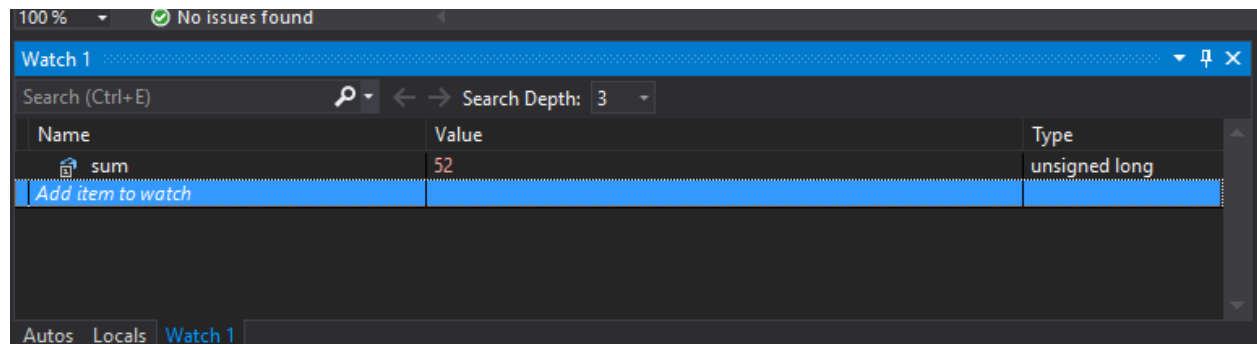 100 % No issues found
Watch 1
Search (Ctrl+E) Search Depth: 3
Name Value Type
sum 52 unsigned long
Add item to watch
Autos Locals Watch 1